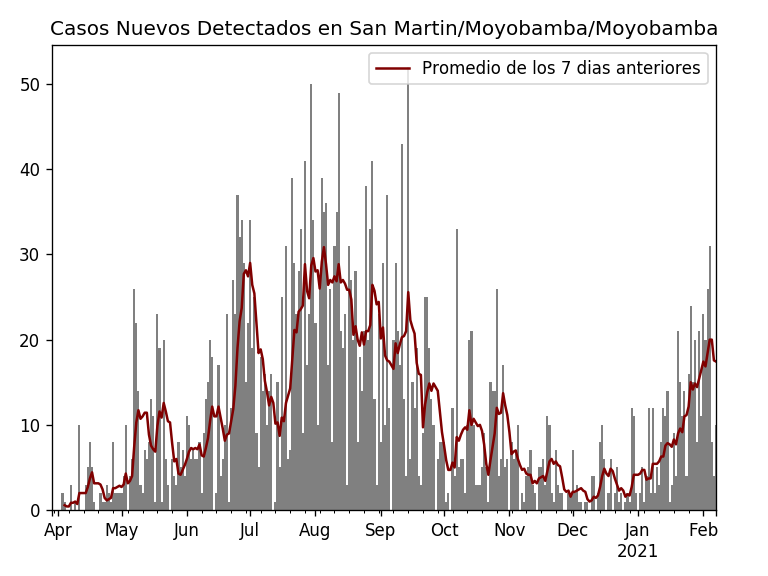 Casos Nuevos Detectados en San Martin/Moyobamba/Moyobamba
Promedio de los 7 dias anteriores
50
40
30
20
10
0
Apr May Jun Jul Aug Sep Oct Nov Dec Jan Feb
2021